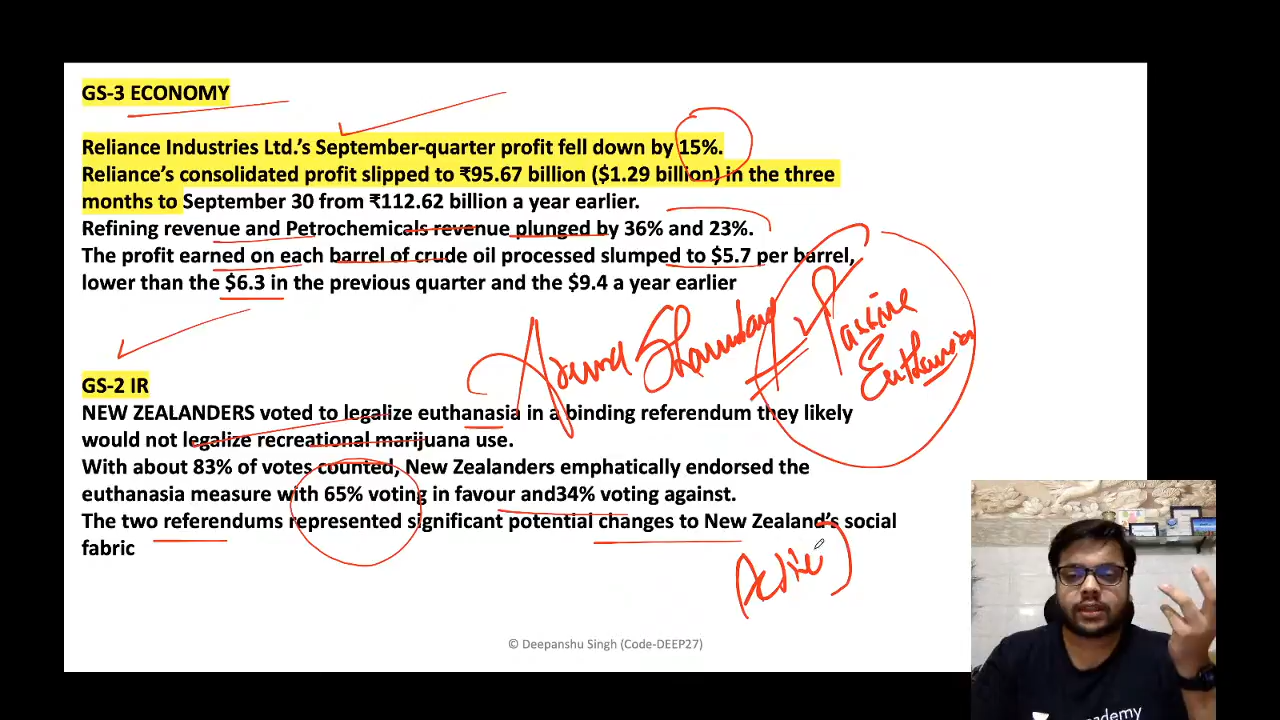 GS-3 ECONOMY
Reliance Industries Ltd.'s September-quarter profit fell down by 15%.
Reliance's consolidated profit slipped to ₹95.67 billion ($1.29 billion) in the three
months to September 30 from ₹112.62 billion a year earlier.
Refining revenue and Petrochemicals revenue plunged by 36% and 23%.
The profit earned on each barrel of crude oil processed slumped to $5.7 per barrel,
lower than the $6.3 in the previous quarter and the $9.4 a year earlier
Aruna
Passive
Euthanasia
GS-2 IR
NEW ZEALANDERS voted to legalize euthanasia in a binding referendum they likely
would not legalize recreational marijuana use.
With about 83% of votes counted, New Zealanders emphatically endorsed the
euthanasia measure with 65% voting in favour and34% voting against.
The two referendums represented significant potential changes to New Zealand's social
fabric
Active
© Deepanshu Singh (Code-DEEP27)